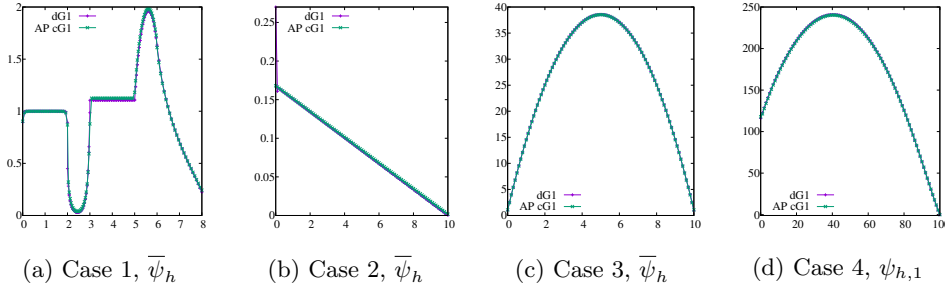 dG1
AP cG1
2
1.5
1
0.5
0
0 1 2 3 4 5 6 7 8
(a) Case 1, ψ̅_h
dG1
AP cG1
0.25
0.2
0.15
0.1
0.05
0
0 2 4 6 8 10
(b) Case 2, ψ̅_h
40
35
30
25
20
15
10
5
0
dG1
AP cG1
0 2 4 6 8 10
(c) Case 3, ψ̅_h
250
200
150
100
50
0
dG1
AP cG1
0 20 40 60 80 100
(d) Case 4, ψ_{h,1}